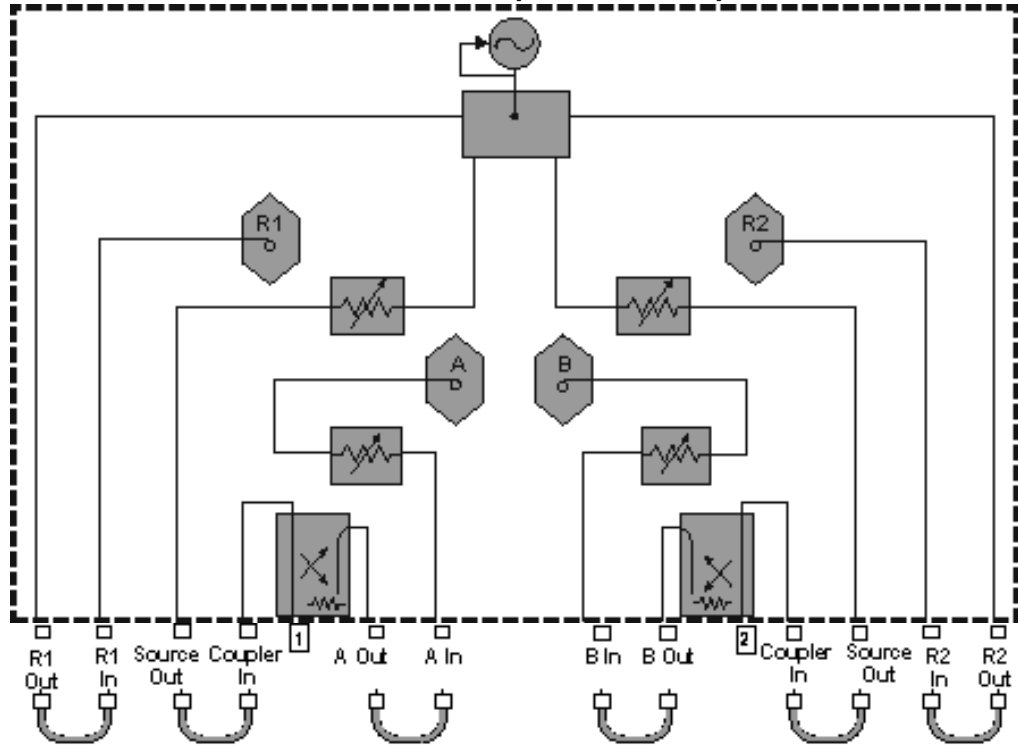 R1
R2
A
B
1
2
R1 Out
R1 In
Source Out
Coupler In
A Out
A In
B In
B Out
Coupler In
Source Out
R2 In
R2 Out